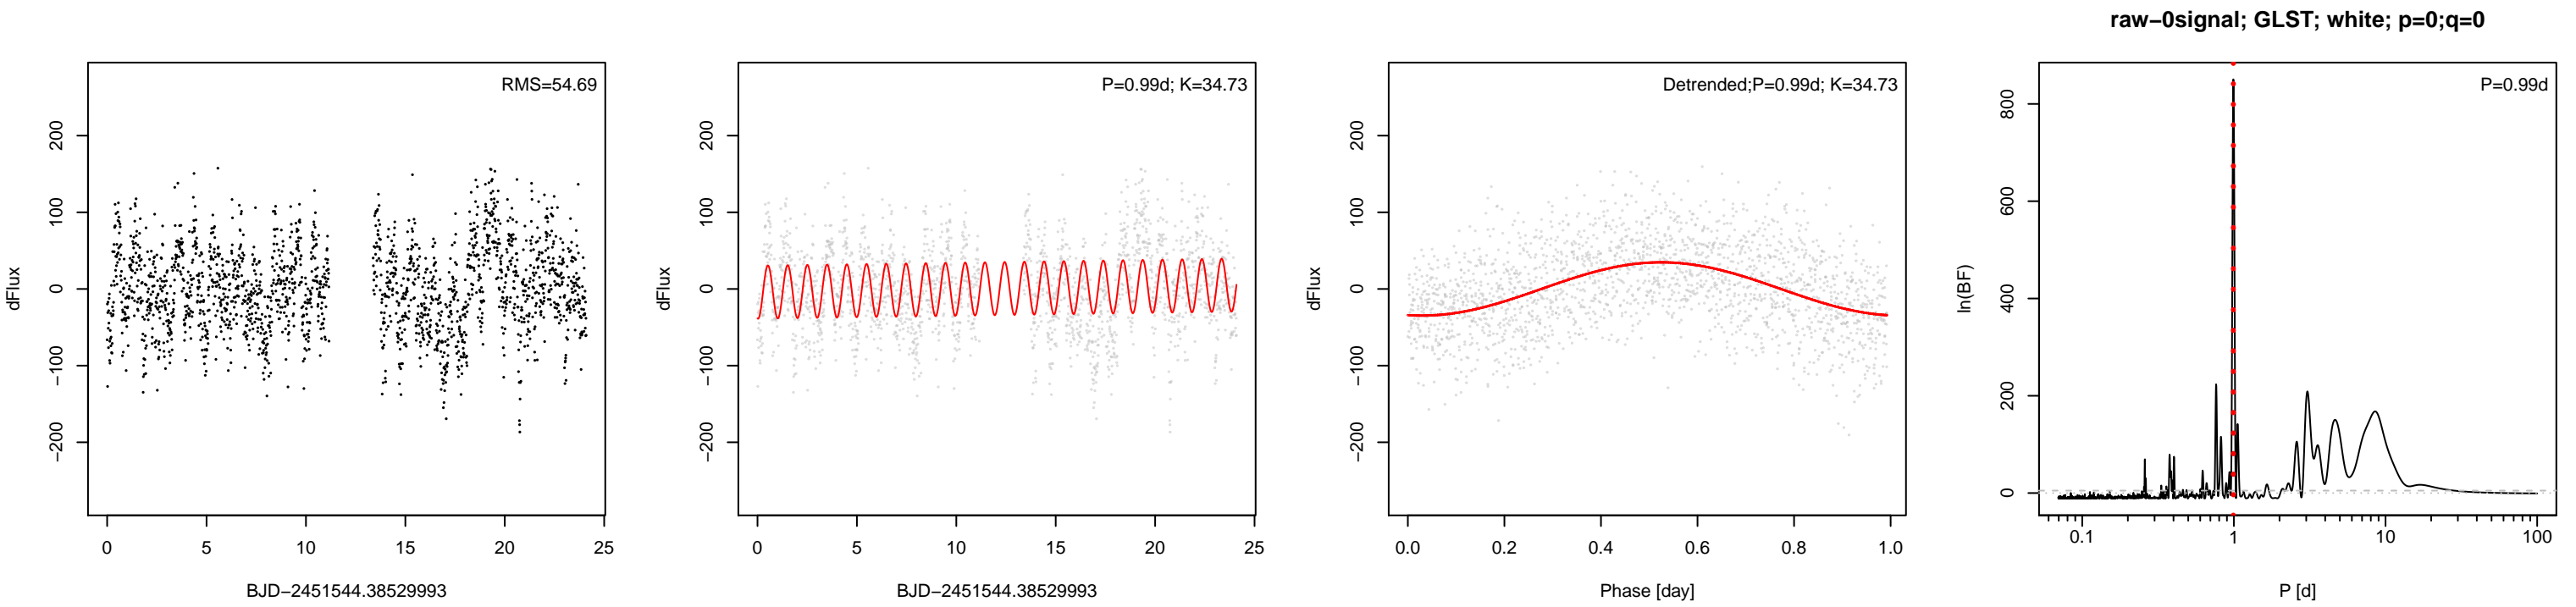 raw−0signal; GLST; white; p=0;q=0
RMS=54.69
dFlux
200
100
0
−100
−200
0 5 10 15 20 25
BJD−2451544.38529993
P=0.99d; K=34.73
dFlux
200
100
0
−100
−200
0 5 10 15 20 25
BJD−2451544.38529993
Detrended;P=0.99d; K=34.73
dFlux
200
100
0
−100
−200
0.0 0.2 0.4 0.6 0.8 1.0
Phase [day]
P=0.99d
ln(BF)
800
600
400
200
0
0.1 1 10 100
P [d]